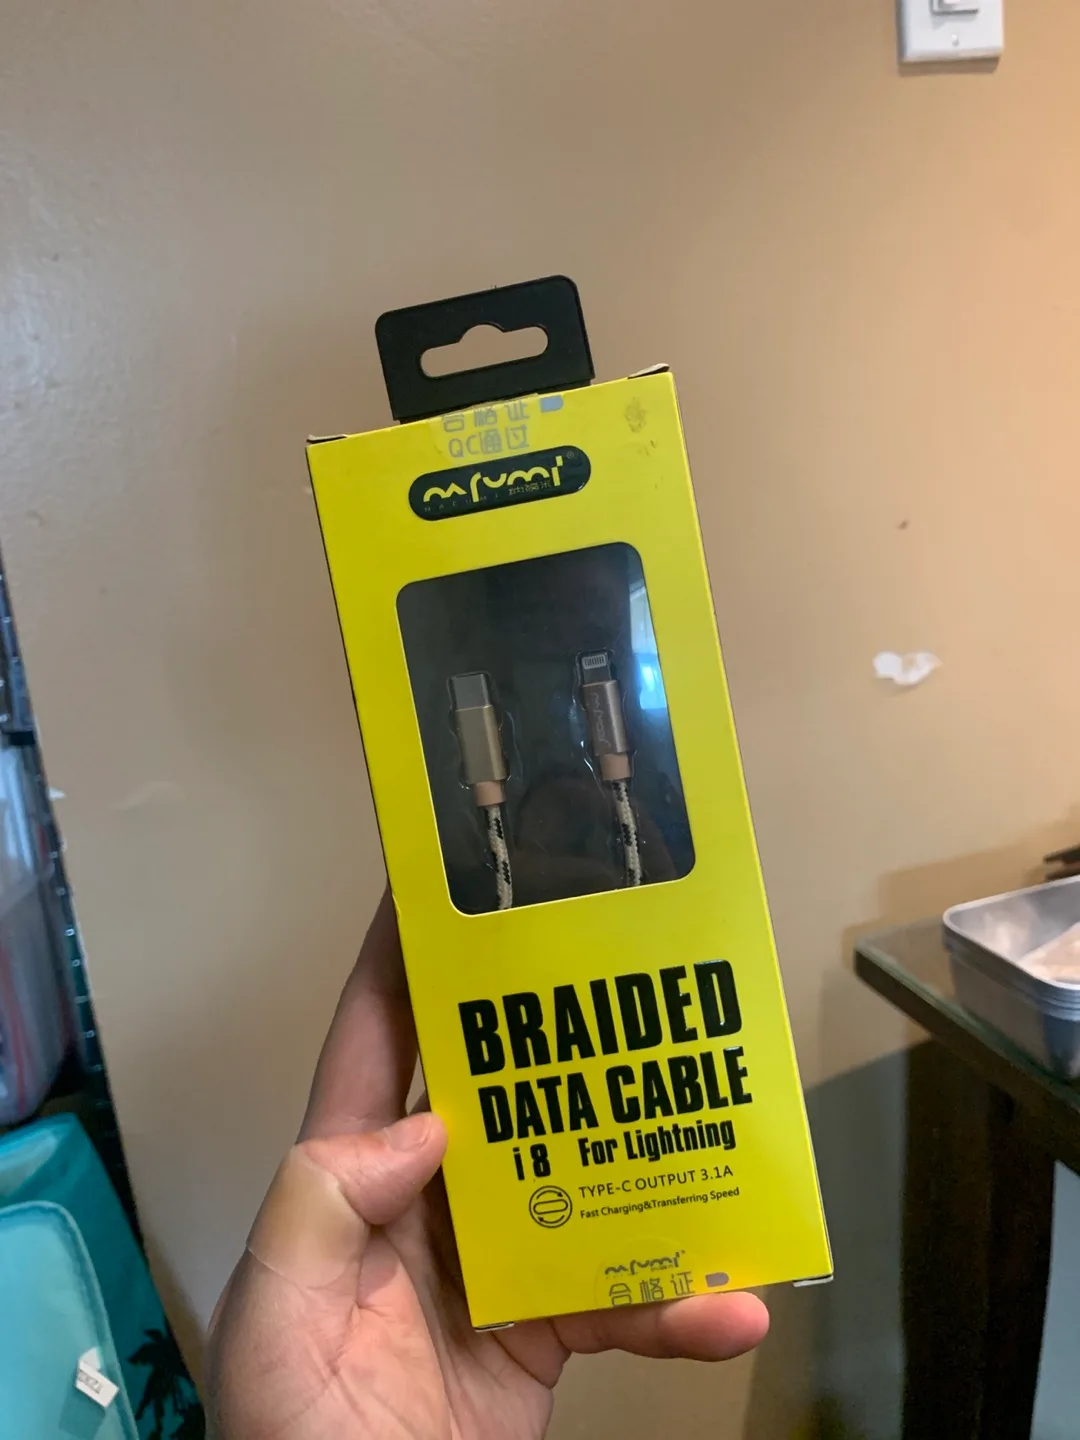 合格证
QC通过
BRAIDED
DATA CABLE
i8 For Lightning
TYPE-C OUTPUT 3.1A
Fast Charging&Transferring Speed
合格证